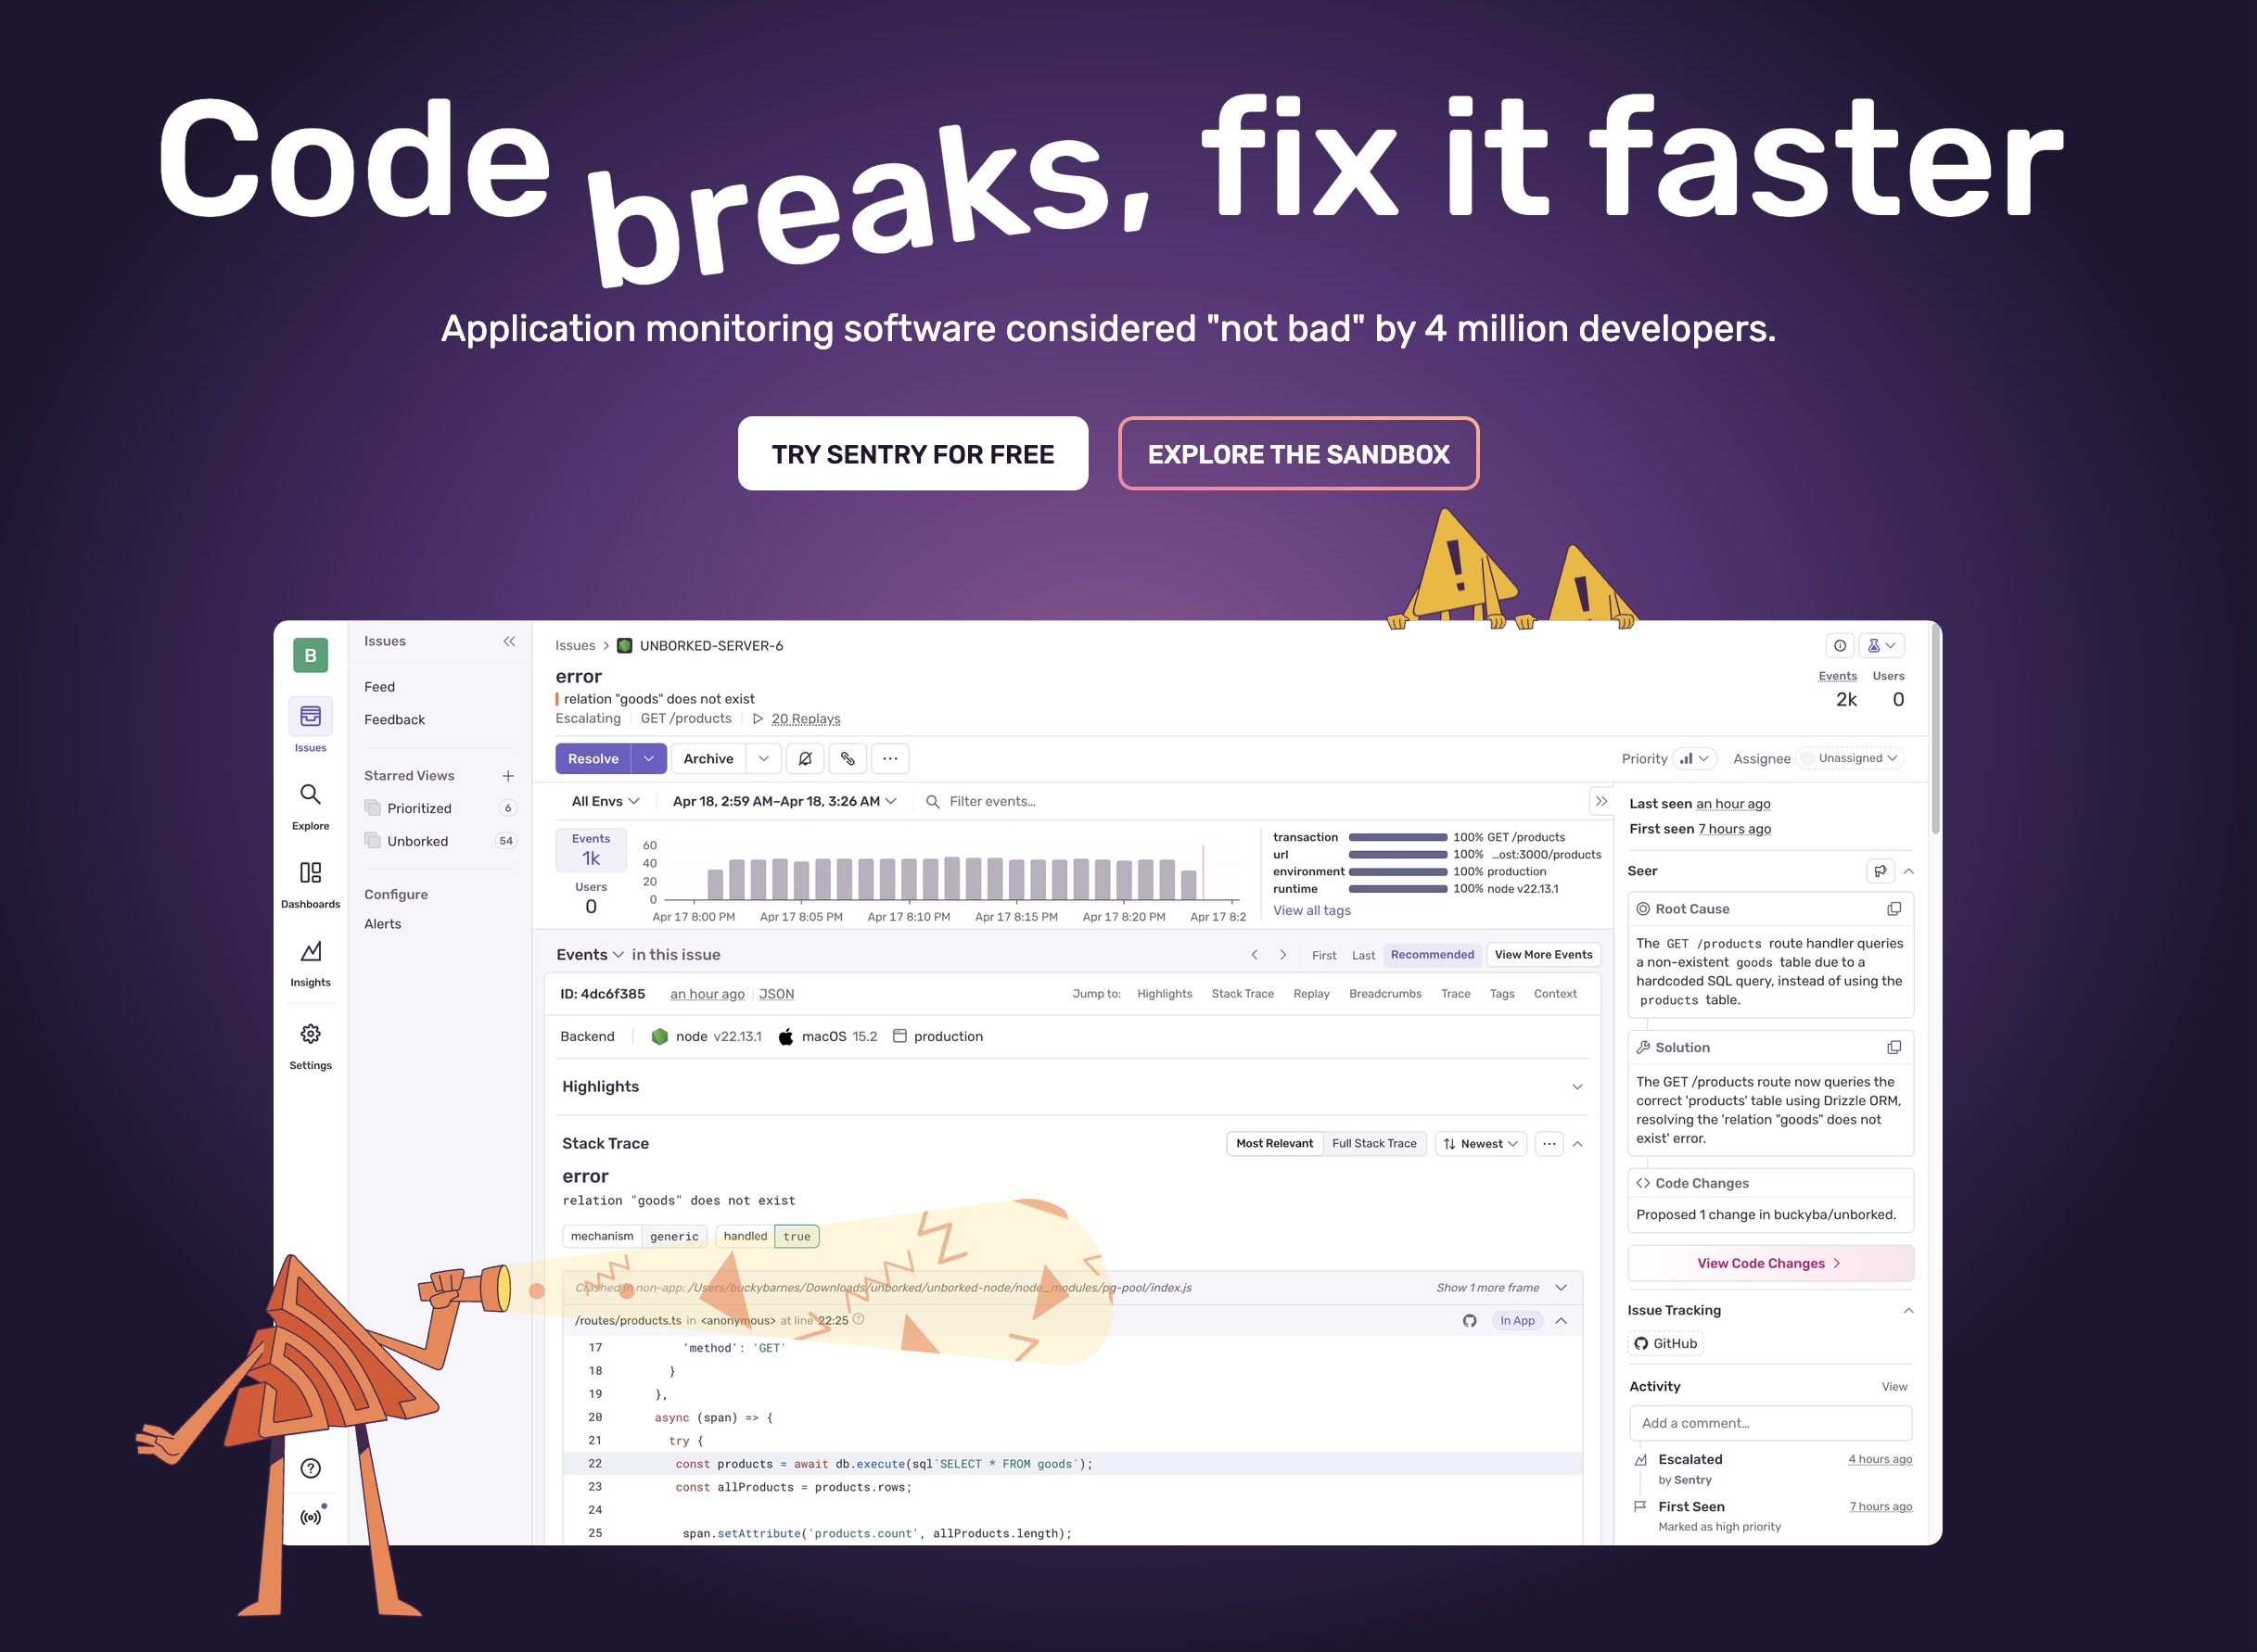 Code breaks, fix it faster
Application monitoring software considered "not bad" by 4 million developers.
TRY SENTRY FOR FREE
EXPLORE THE SANDBOX
B
Issues
Explore
Dashboards
Insights
Settings
Issues
Feed
Feedback
Starred Views
Prioritized 6
Unborked 54
Configure
Alerts
Issues > UNBORKED-SERVER-6
error
relation "goods" does not exist
Escalating GET /products 20 Replays
Events Users
2k 0
Resolve Archive ...
Priority Assignee Unassigned
All Envs Apr 18, 2:59 AM–Apr 18, 3:26 AM Filter events...
Events
1k
Users
0
60
40
20
0
Apr 17 8:00 PM Apr 17 8:05 PM Apr 17 8:10 PM Apr 17 8:15 PM Apr 17 8:20 PM Apr 17 8:2
transaction 100% GET /products
url 100% ...ost:3000/products
environment 100% production
runtime 100% node v22.13.1
View all tags
Events in this issue First Last Recommended View More Events
ID: 4dc6f385 an hour ago JSON Jump to: Highlights Stack Trace Replay Breadcrumbs Trace Tags Context
Backend node v22.13.1 macOS 15.2 production
Highlights
Stack Trace Most Relevant Full Stack Trace Newest ...
error
relation "goods" does not exist
mechanism generic handled true
Crashed in non-app: /Users/buckybarnes/Downloads/unborked/unborked-node/node_modules/pg-pool/index.js Show 1 more frame
/routes/products.ts in <anonymous> at line 22:25 In App
17 'method': 'GET'
18 }
19 },
20 async (span) => {
21 try {
22 const products = await db.execute(sql`SELECT * FROM goods`);
23 const allProducts = products.rows;
24
25 span.setAttribute('products.count', allProducts.length);
Last seen an hour ago
First seen 7 hours ago
Seer
Root Cause
The GET /products route handler queries
a non-existent goods table due to a
hardcoded SQL query, instead of using the
products table.
Solution
The GET /products route now queries the
correct 'products' table using Drizzle ORM,
resolving the 'relation "goods" does not
exist' error.
Code Changes
Proposed 1 change in buckyba/unborked.
View Code Changes >
Issue Tracking
GitHub
Activity View
Add a comment...
Escalated 4 hours ago
by Sentry
First Seen 7 hours ago
Marked as high priority